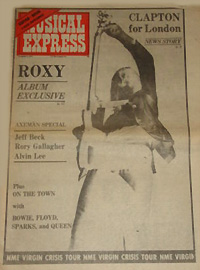 MUSICAL
EXPRESS
CLAPTON
for London
NEWS STORY
ROXY
ALBUM
EXCLUSIVE
AXEMAN SPECIAL
Jeff Beck
Rory Gallagher
Alvin Lee
Plus
ON THE TOWN
with
BOWIE, FLOYD,
SPARKS, and QUEEN
NME VIRGIN CRISIS TOUR NME VIRGIN CRISIS TOUR NME VIRGIN